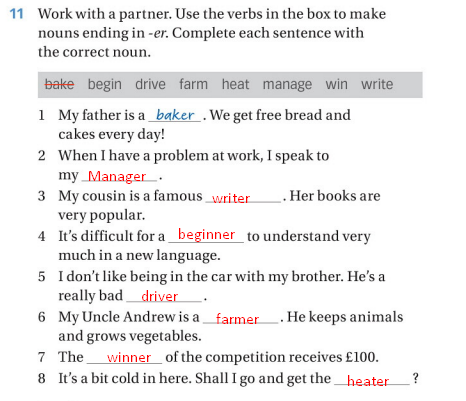 11 Work with a partner. Use the verbs in the box to make
nouns ending in -er. Complete each sentence with
the correct noun.
bake begin drive farm heat manage win write
1 My father is a baker. We get free bread and
cakes every day!
2 When I have a problem at work, I speak to
my Manager.
3 My cousin is a famous writer. Her books are
very popular.
4 It's difficult for a beginner to understand very
much in a new language.
5 I don't like being in the car with my brother. He's a
really bad driver.
6 My Uncle Andrew is a farmer. He keeps animals
and grows vegetables.
7 The winner of the competition receives £100.
8 It's a bit cold in here. Shall I go and get the heater?